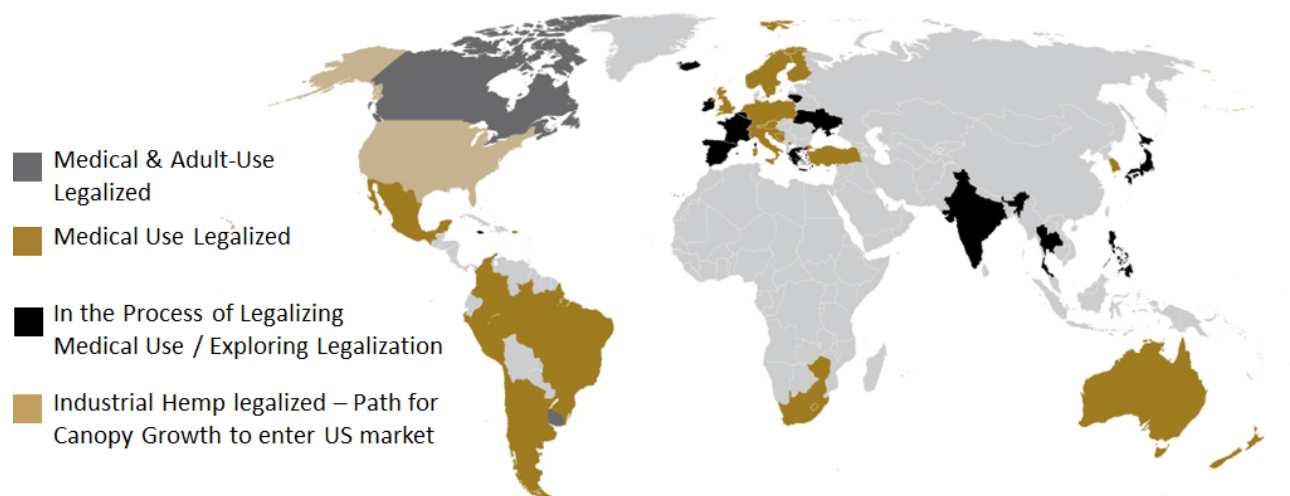 Medical & Adult-Use
Legalized
Medical Use Legalized
In the Process of Legalizing
Medical Use / Exploring Legalization
Industrial Hemp legalized – Path for
Canopy Growth to enter US market